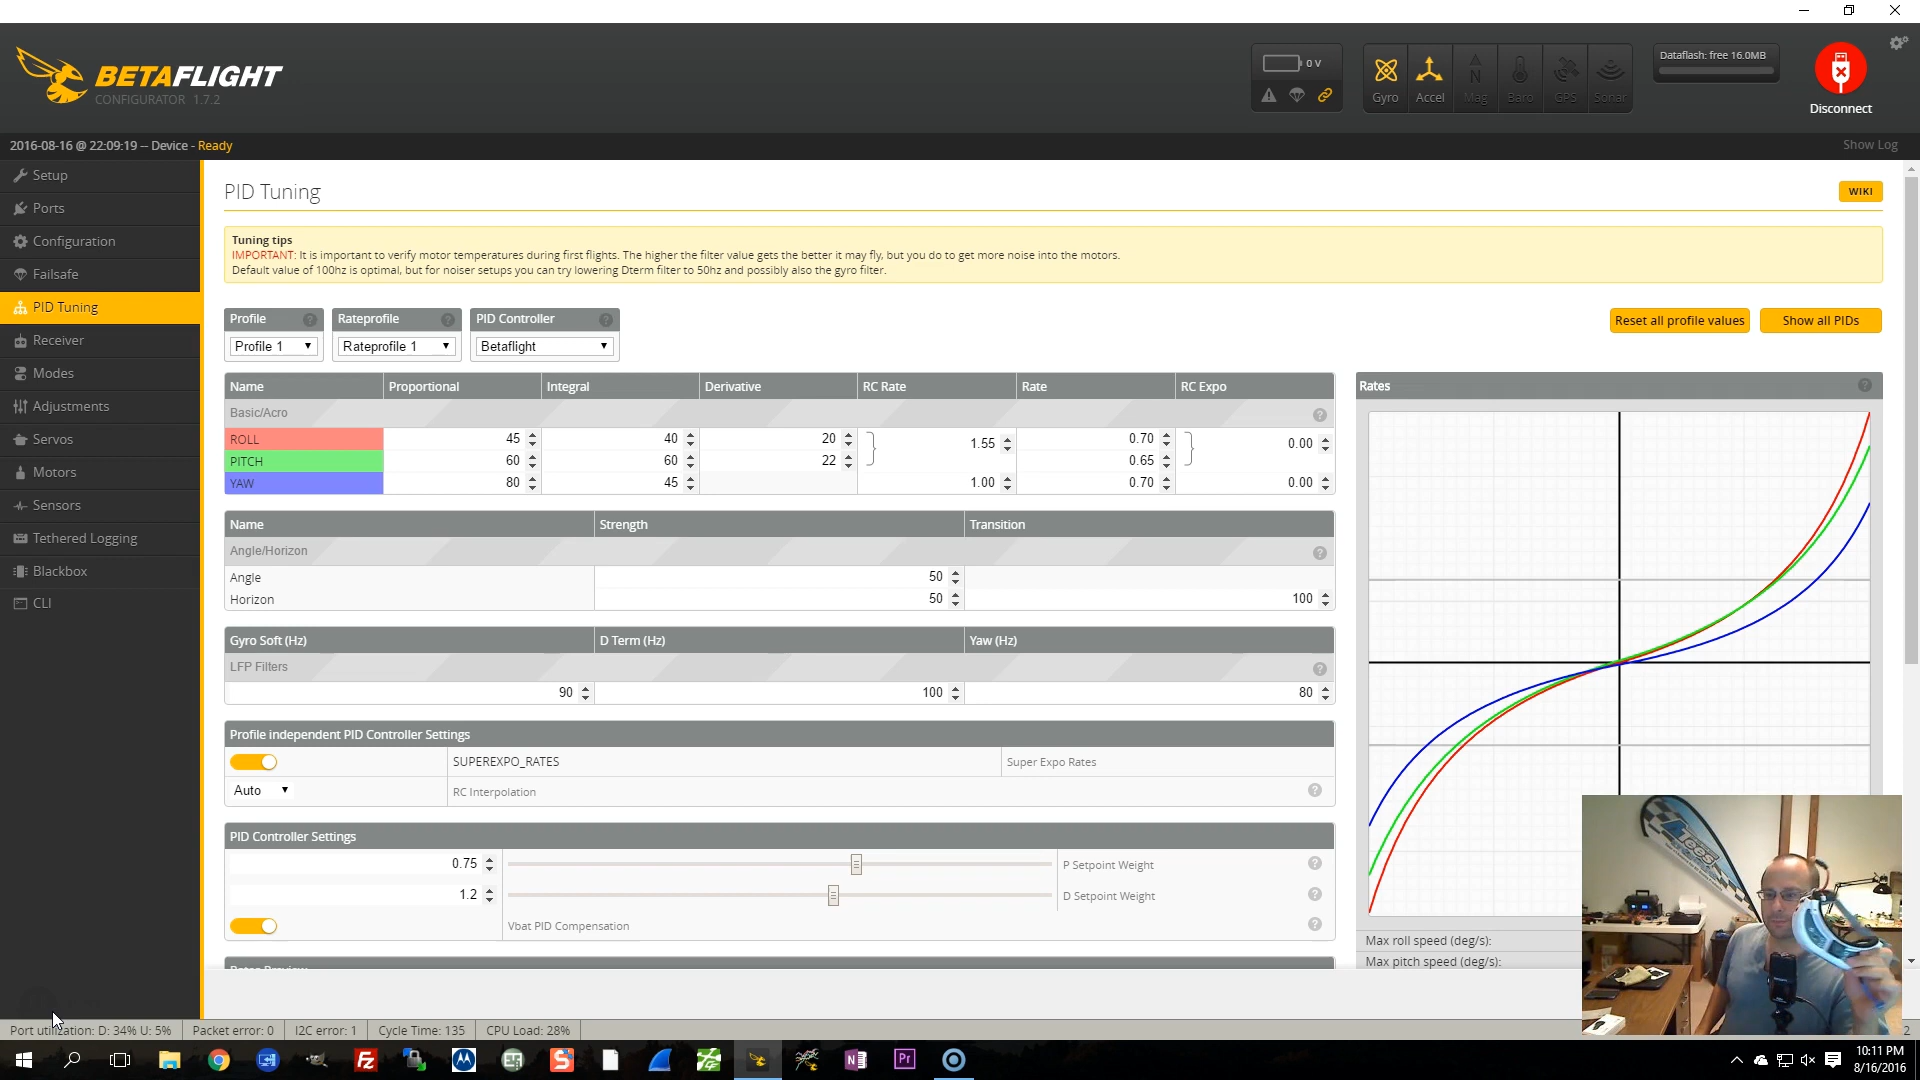 BETAFLIGHT
CONFIGURATOR 1.7.2
0 V
Gyro
Accel
Mag
Baro
GPS
Sonar
Dataflash: free 16.0MB
Disconnect
2016-08-16 @ 22:09:19 -- Device - Ready
Show Log
Setup
Ports
Configuration
Failsafe
PID Tuning
Receiver
Modes
Adjustments
Servos
Motors
Sensors
Tethered Logging
Blackbox
CLI
PID Tuning
WIKI
Tuning tips
IMPORTANT: It is important to verify motor temperatures during first flights. The higher the filter value gets the better it may fly, but you do to get more noise into the motors.
Default value of 100hz is optimal, but for noiser setups you can try lowering Dterm filter to 50hz and possibly also the gyro filter.
Profile
Rateprofile
PID Controller
Profile 1
Rateprofile 1
Betaflight
Reset all profile values
Show all PIDs
Name Proportional Integral Derivative RC Rate Rate RC Expo
Basic/Acro
ROLL 45 40 20 1.55 0.70 0.00
PITCH 60 60 22 0.65
YAW 80 45 1.00 0.70 0.00
Name Strength Transition
Angle/Horizon
Angle 50
Horizon 50 100
Gyro Soft (Hz) D Term (Hz) Yaw (Hz)
LFP Filters
90 100 80
Profile independent PID Controller Settings
SUPEREXPO_RATES Super Expo Rates
Auto RC Interpolation
PID Controller Settings
0.75 P Setpoint Weight
1.2 D Setpoint Weight
Vbat PID Compensation
Rates Preview
Rates
Max roll speed (deg/s):
Max pitch speed (deg/s):
Port utilization: D: 34% U: 5%
Packet error: 0
I2C error: 1
Cycle Time: 135
CPU Load: 28%
2
10:11 PM
8/16/2016